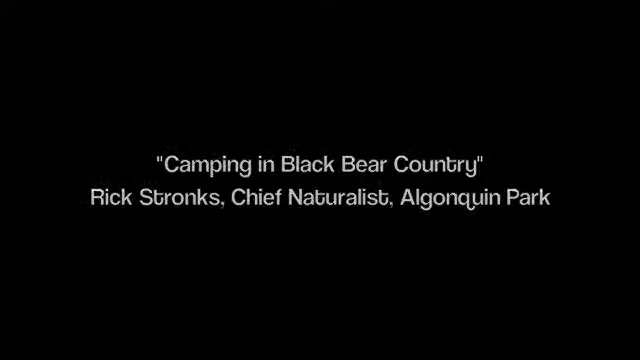 "Camping in Black Bear Country"
Rick Stronks, Chief Naturalist, Algonquin Park